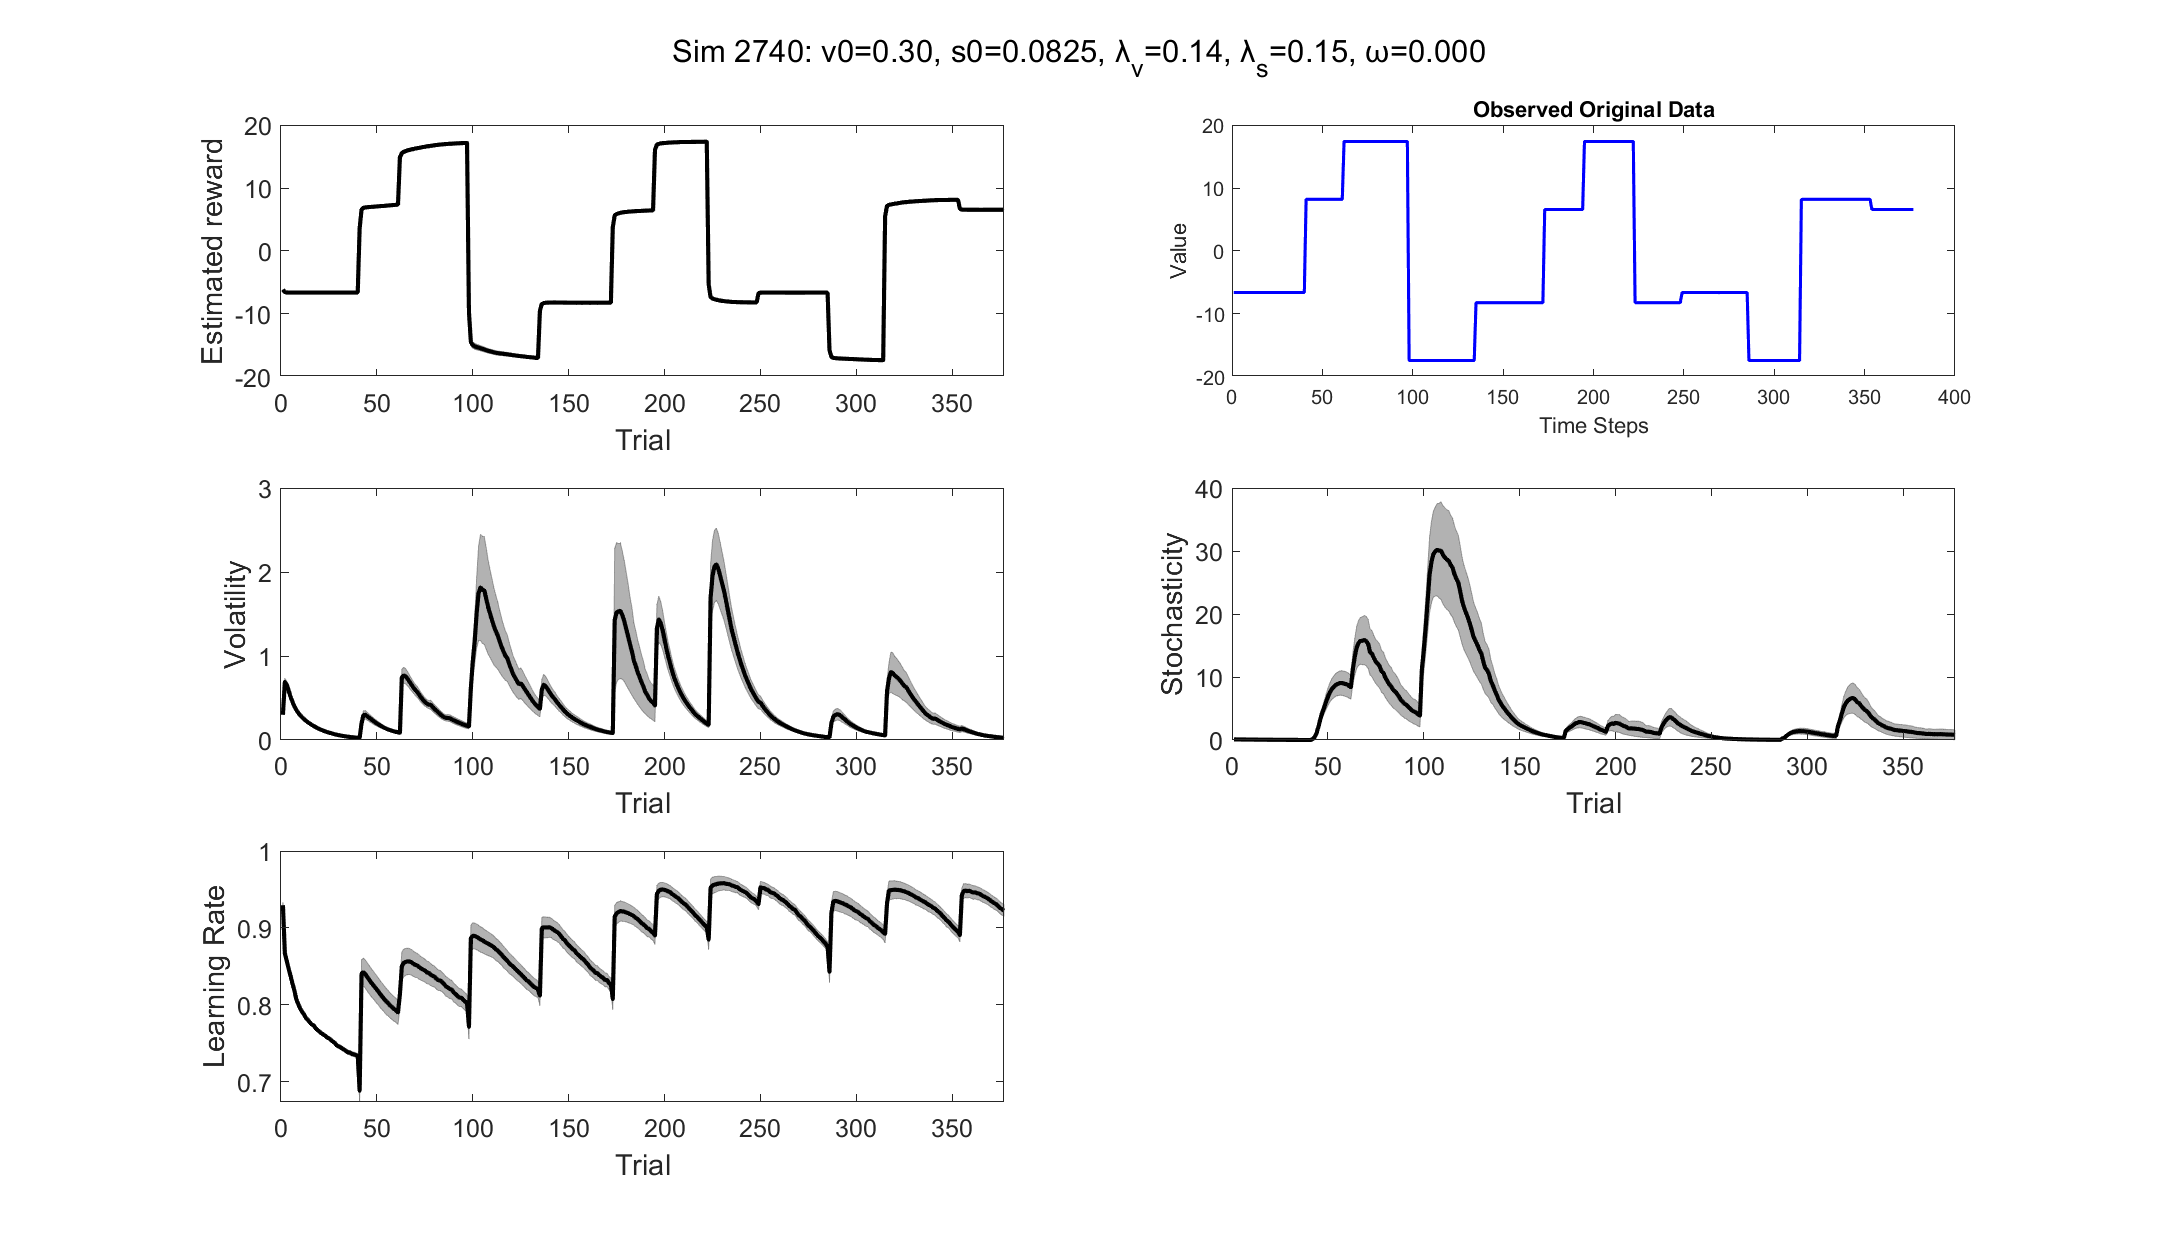 Sim 2740: v0=0.30, s0=0.0825, λ_v=0.14, λ_s=0.15, ω=0.000
Estimated reward
20
10
0
-10
-20
0 50 100 150 200 250 300 350
Trial
Observed Original Data
Value
20
10
0
-10
-20
0 50 100 150 200 250 300 350 400
Time Steps
Volatility
3
2
1
0
0 50 100 150 200 250 300 350
Trial
Stochasticity
40
30
20
10
0
0 50 100 150 200 250 300 350
Trial
Learning Rate
1
0.9
0.8
0.7
0 50 100 150 200 250 300 350
Trial